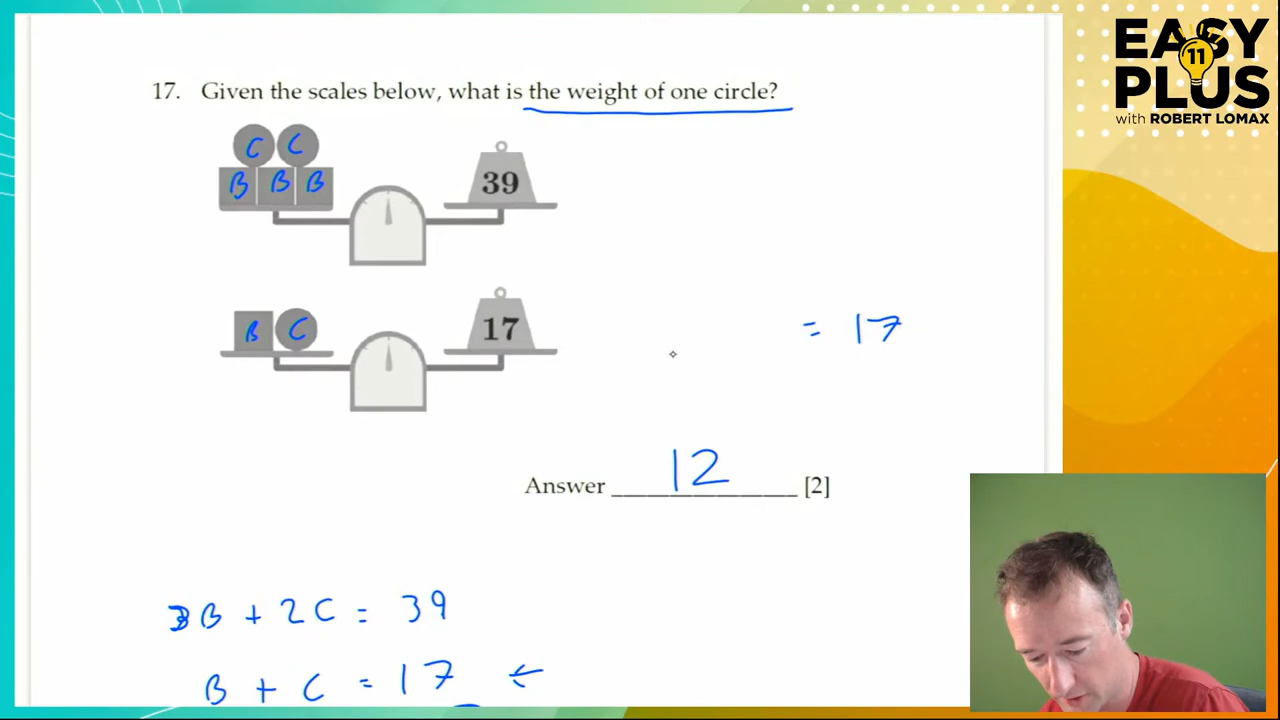 EASY
11
PLUS
with ROBERT LOMAX
17. Given the scales below, what is the weight of one circle?
C C
B B B
39
B C
17
= 17
12
Answer ____________ [2]
3B + 2C = 39
B + C = 17 ←